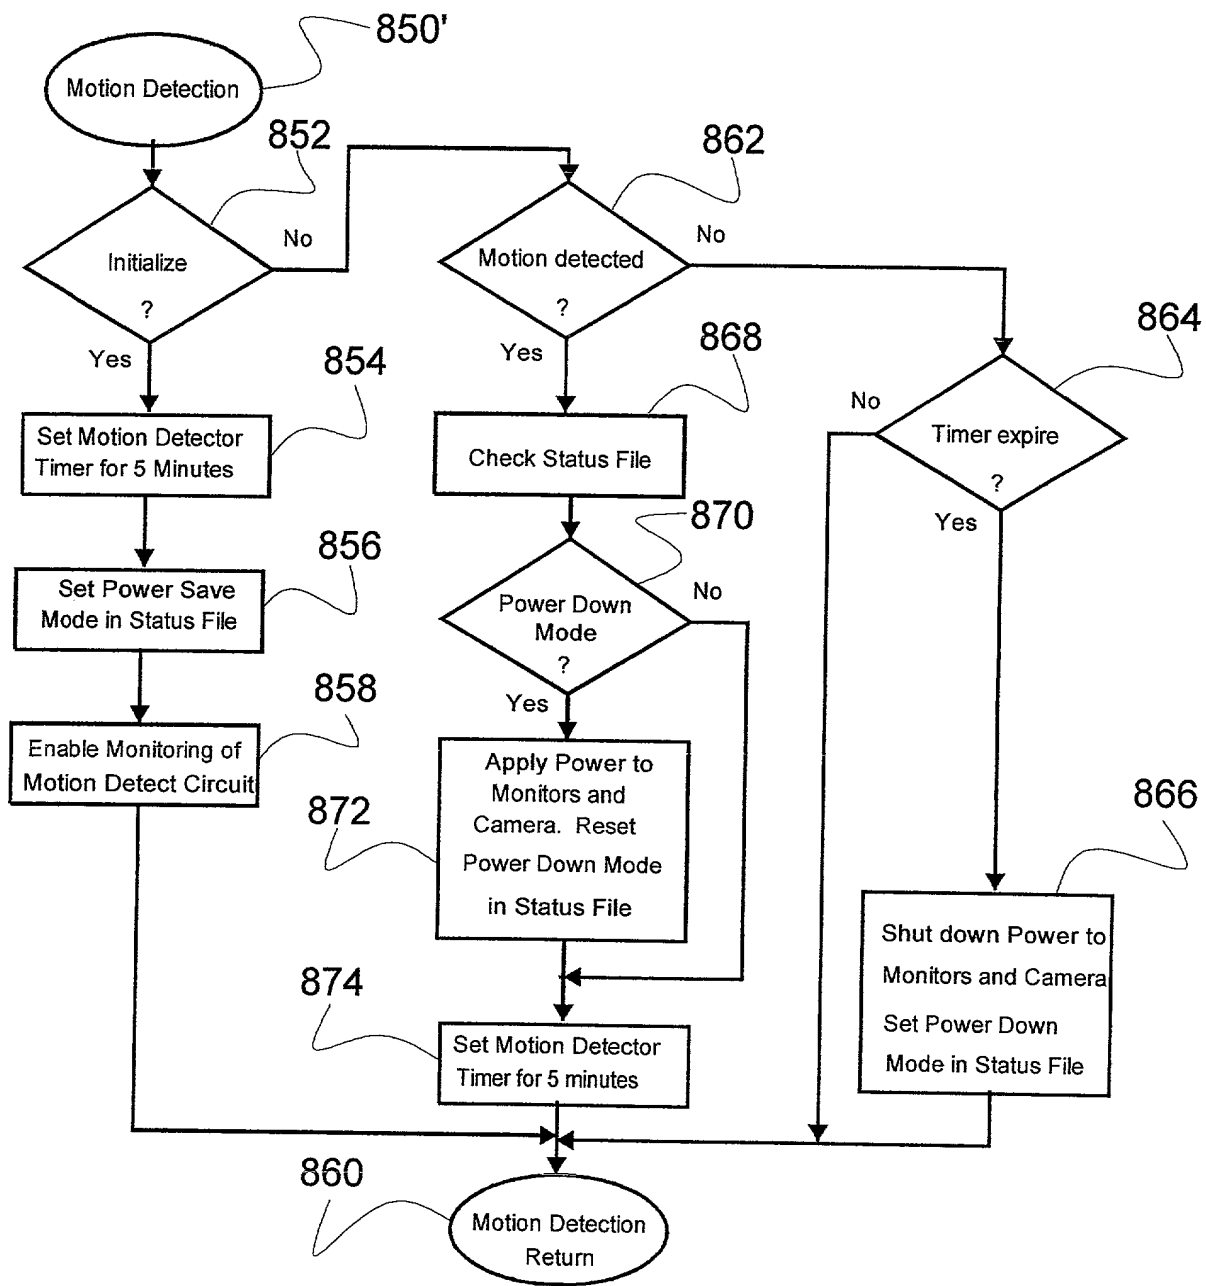 850'
Motion Detection
852
Initialize
?
No
Yes
854
Set Motion Detector
Timer for 5 Minutes
856
Set Power Save
Mode in Status File
858
Enable Monitoring of
Motion Detect Circuit
862
Motion detected
?
No
Yes
868
Check Status File
870
Power Down
Mode
?
No
Yes
872
Apply Power to
Monitors and
Camera. Reset
Power Down Mode
in Status File
874
Set Motion Detector
Timer for 5 minutes
864
Timer expire
?
No
Yes
866
Shut down Power to
Monitors and Camera
Set Power Down
Mode in Status File
860
Motion Detection
Return